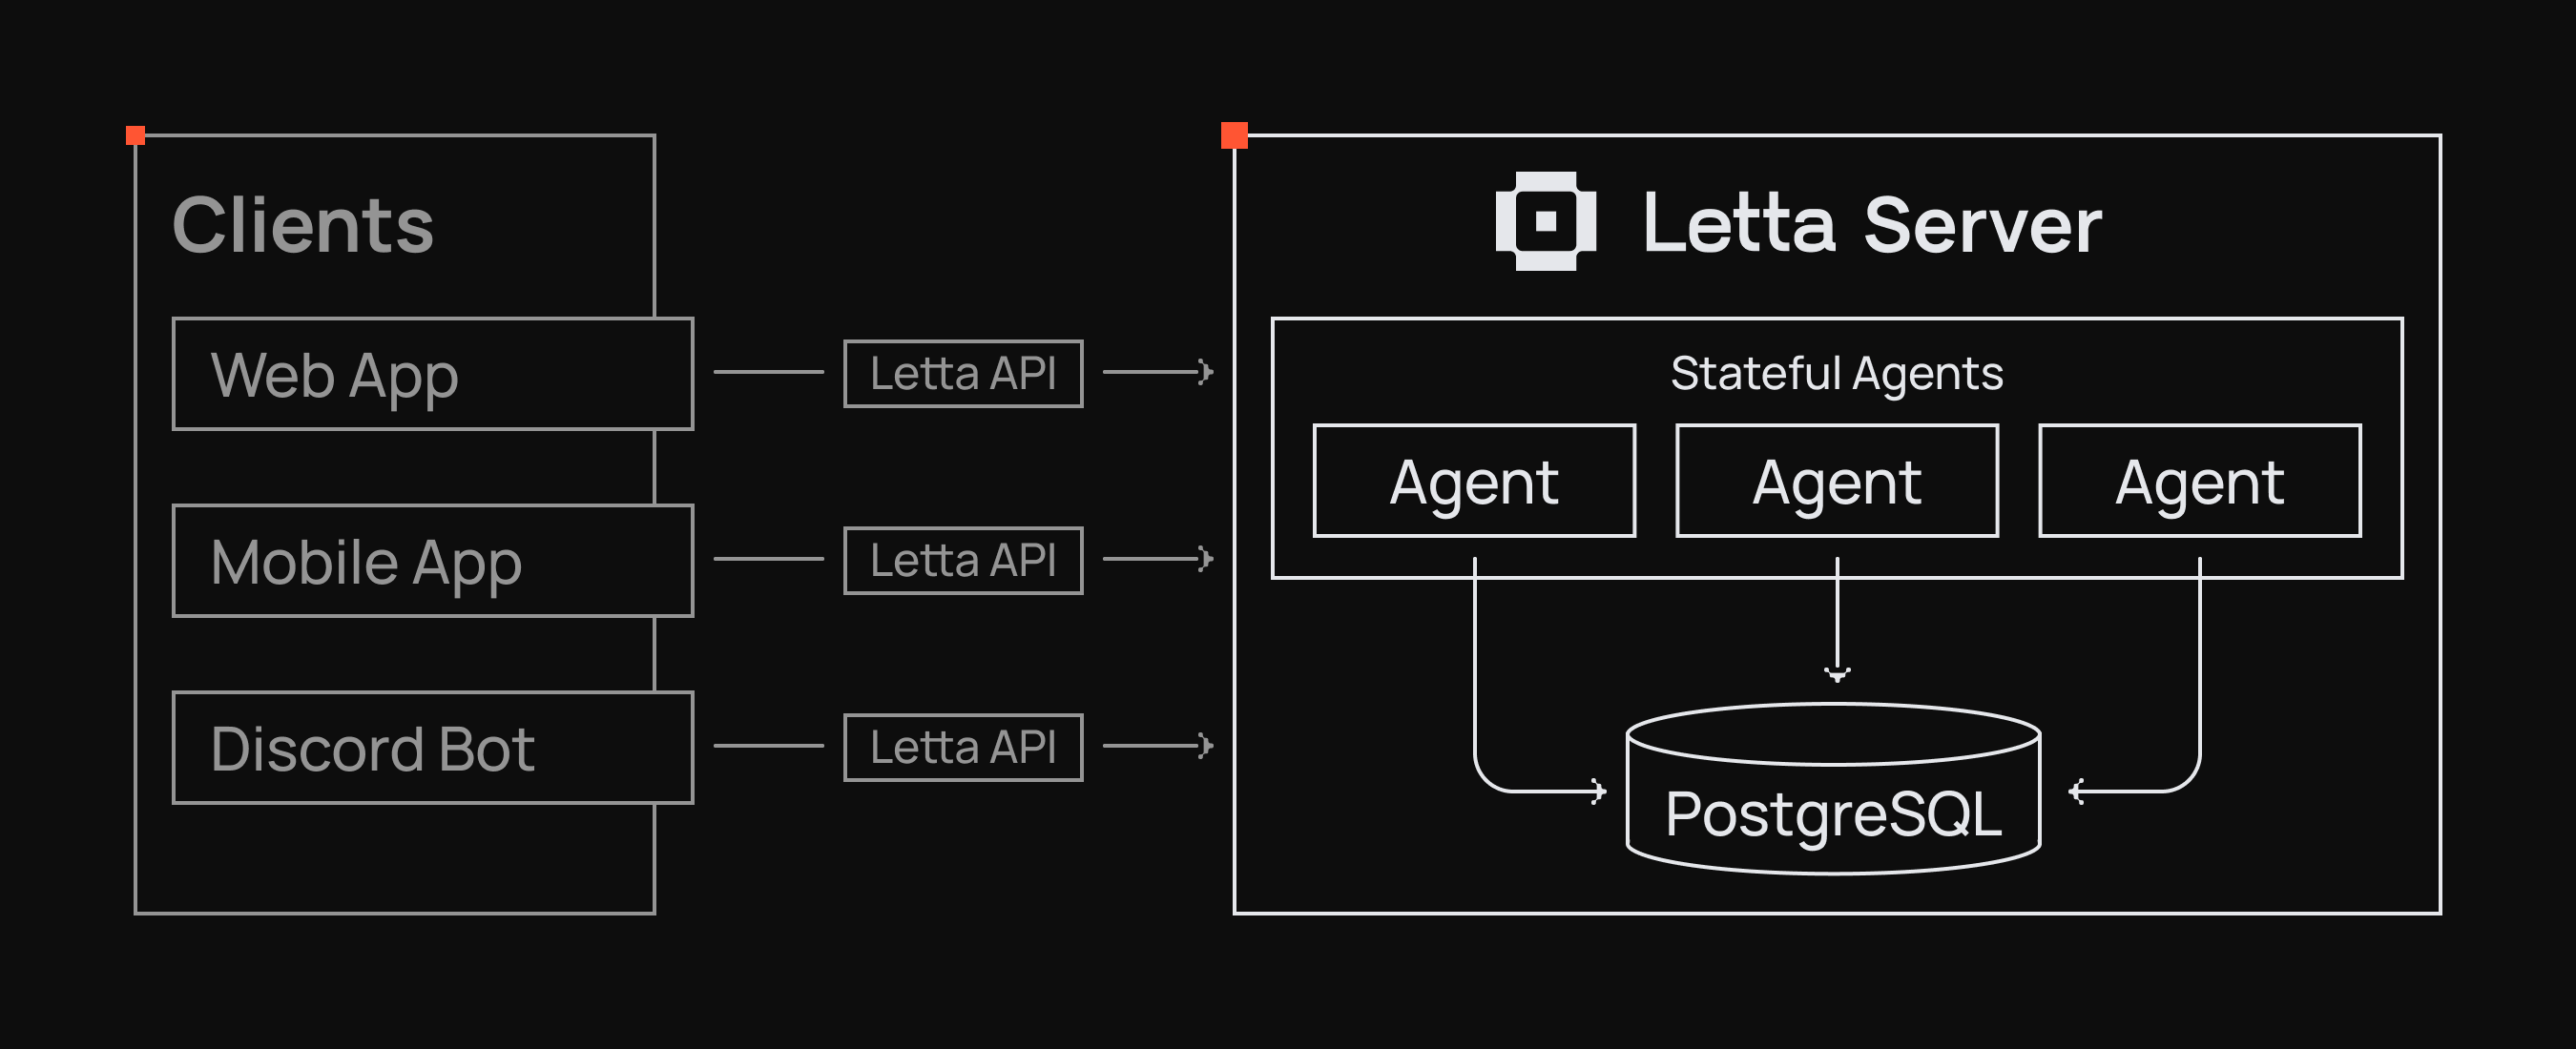 Clients
Web App
Mobile App
Discord Bot
Letta API
Letta API
Letta API
Letta Server
Stateful Agents
Agent
Agent
Agent
PostgreSQL